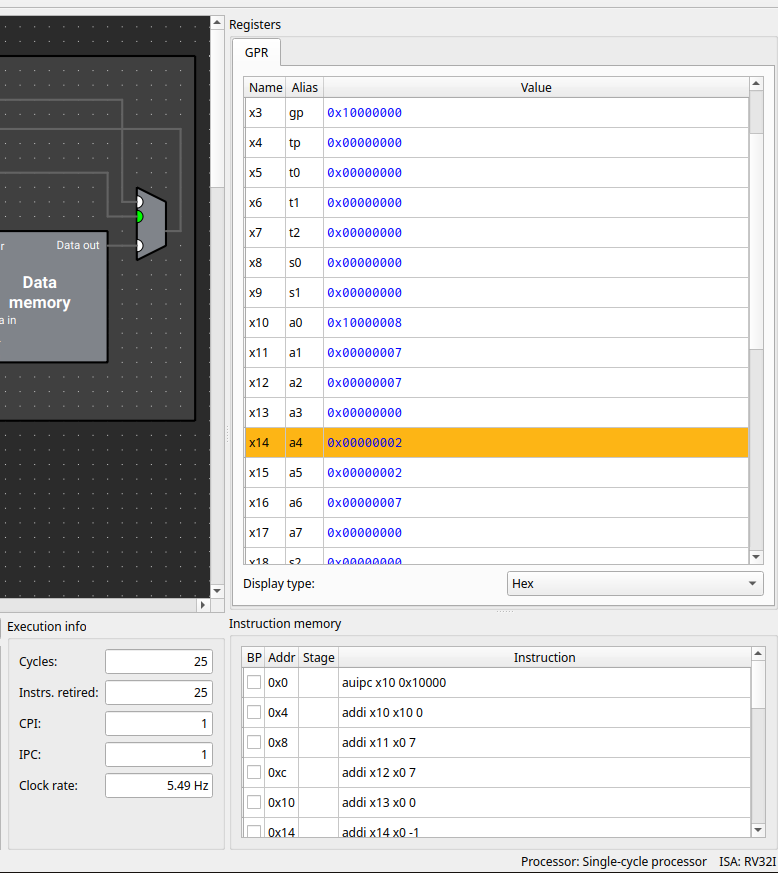 Registers
GPR
Name Alias Value
x3 gp 0x10000000
x4 tp 0x00000000
x5 t0 0x00000000
x6 t1 0x00000000
x7 t2 0x00000000
x8 s0 0x00000000
x9 s1 0x00000000
x10 a0 0x10000008
x11 a1 0x00000007
x12 a2 0x00000007
x13 a3 0x00000000
x14 a4 0x00000002
x15 a5 0x00000002
x16 a6 0x00000007
x17 a7 0x00000000
x18 s2 0x00000000
Display type: Hex
r Data out
Data
memory
a in
Execution info
Cycles: 25
Instrs. retired: 25
CPI: 1
IPC: 1
Clock rate: 5.49 Hz
Instruction memory
BP Addr Stage Instruction
0x0 auipc x10 0x10000
0x4 addi x10 x10 0
0x8 addi x11 x0 7
0xc addi x12 x0 7
0x10 addi x13 x0 0
0x14 addi x14 x0 -1
Processor: Single-cycle processor ISA: RV32I